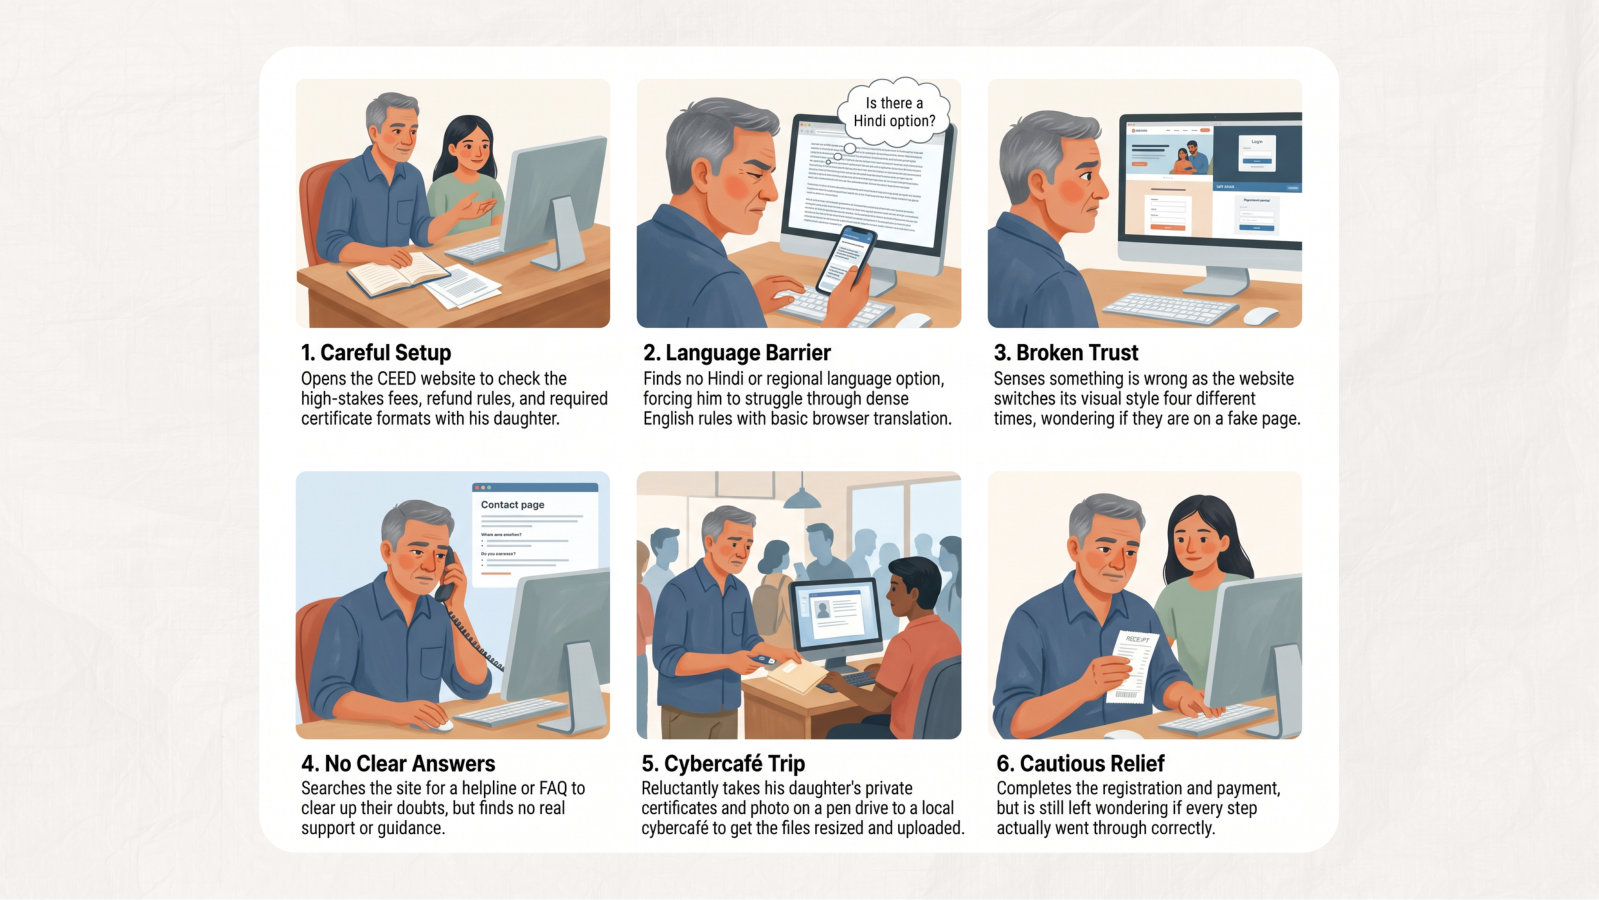 Is there a
Hindi option?
Login
1. Careful Setup
Opens the CEED website to check the
high-stakes fees, refund rules, and required
certificate formats with his daughter.
2. Language Barrier
Finds no Hindi or regional language option,
forcing him to struggle through dense
English rules with basic browser translation.
3. Broken Trust
Senses something is wrong as the website
switches its visual style four different
times, wondering if they are on a fake page.
Contact page
RECEIPT
4. No Clear Answers
Searches the site for a helpline or FAQ to
clear up their doubts, but finds no real
support or guidance.
5. Cybercafé Trip
Reluctantly takes his daughter's private
certificates and photo on a pen drive to a local
cybercafé to get the files resized and uploaded.
6. Cautious Relief
Completes the registration and payment,
but is still left wondering if every step
actually went through correctly.